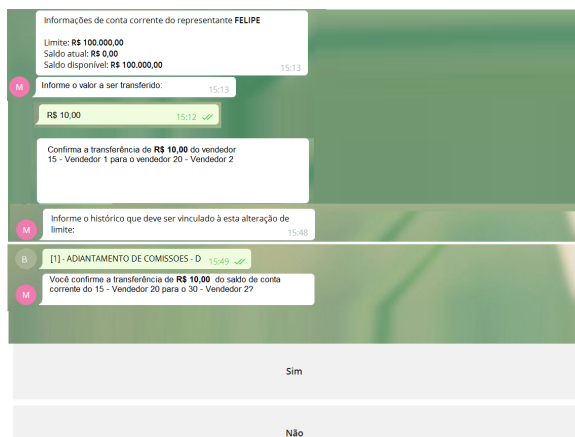 Informações de conta corrente do representante FELIPE
Limite: R$ 100.000,00
Saldo atual: R$ 0,00
Saldo disponível: R$ 100.000,00
15:13
M
Informe o valor a ser transferido:
15:13
R$ 10,00
15:12
Confirma a transferência de R$ 10,00 do vendedor
15 - Vendedor 1 para o vendedor 20 - Vendedor 2
M
Informe o histórico que deve ser vinculado à esta alteração de
limite:
15:48
B
[1] - ADIANTAMENTO DE COMISSOES - D
15:49
M
Você confirme a transferência de R$ 10,00 do saldo de conta
corrente do 15 - Vendedor 20 para o 30 - Vendedor 2?
Sim
Não